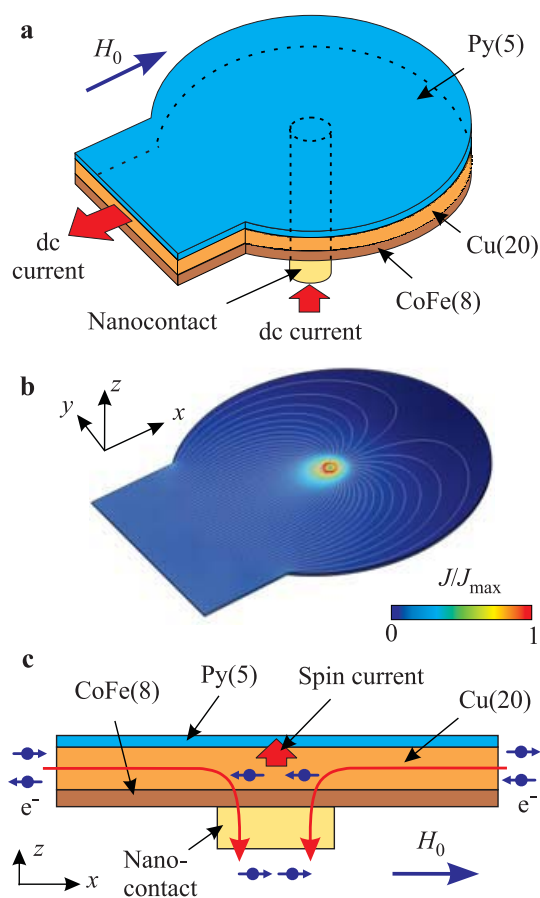 a
H0
Py(5)
dc
current
Cu(20)
CoFe(8)
Nanocontact
dc current
b
z
y
x
J/Jmax
0
1
c
CoFe(8)
Py(5)
Spin current
Cu(20)
e-
e-
z
x
Nano-
contact
H0